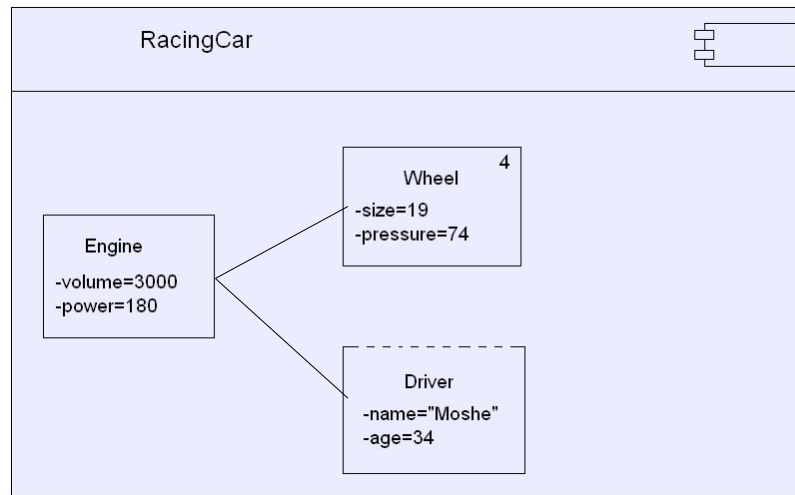 RacingCar
4
Wheel
-size=19
-pressure=74
Engine
-volume=3000
-power=180
Driver
-name="Moshe"
-age=34